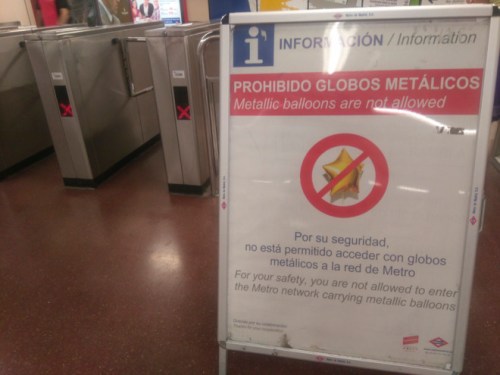 INFORMACIÓN / Information
PROHIBIDO GLOBOS METÁLICOS
Metallic balloons are not allowed
Por su seguridad,
no está permitido acceder con globos
metálicos a la red de Metro
For your safety, you are not allowed to enter
the Metro network carrying metallic balloons